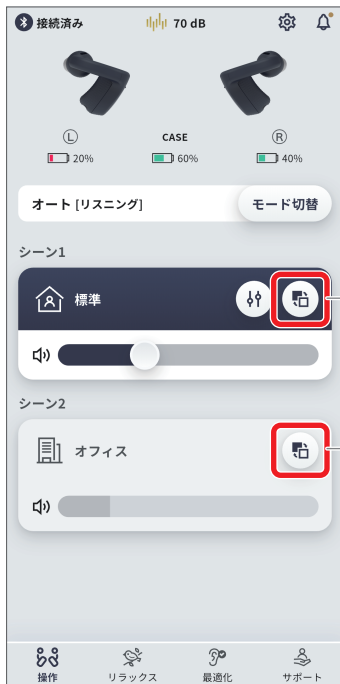 接続済み 70 dB
Ⓛ CASE Ⓡ
20% 60% 40%
オート [リスニング] モード切替
シーン1
標準
シーン2
オフィス
操作 リラックス 最適化 サポート